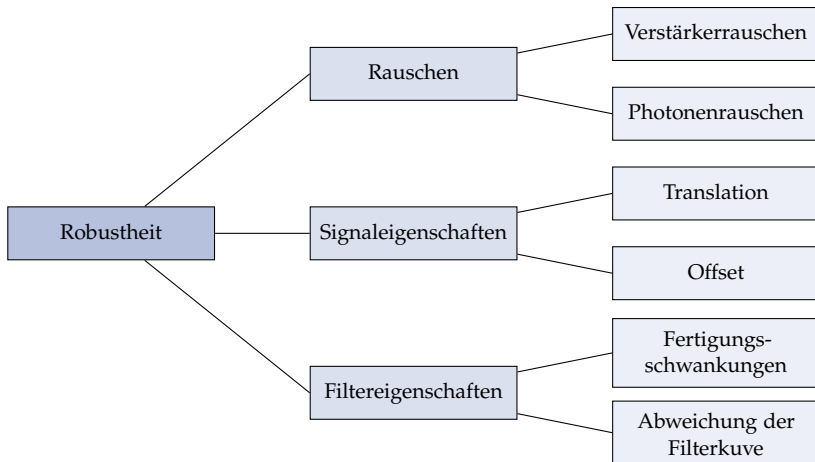 Verstärkerrauschen
Rauschen
Photonenrauschen
Translation
Robustheit
Signaleigenschaften
Offset
Fertigungs-
schwankungen
Filtereigenschaften
Abweichung der
Filterkuve